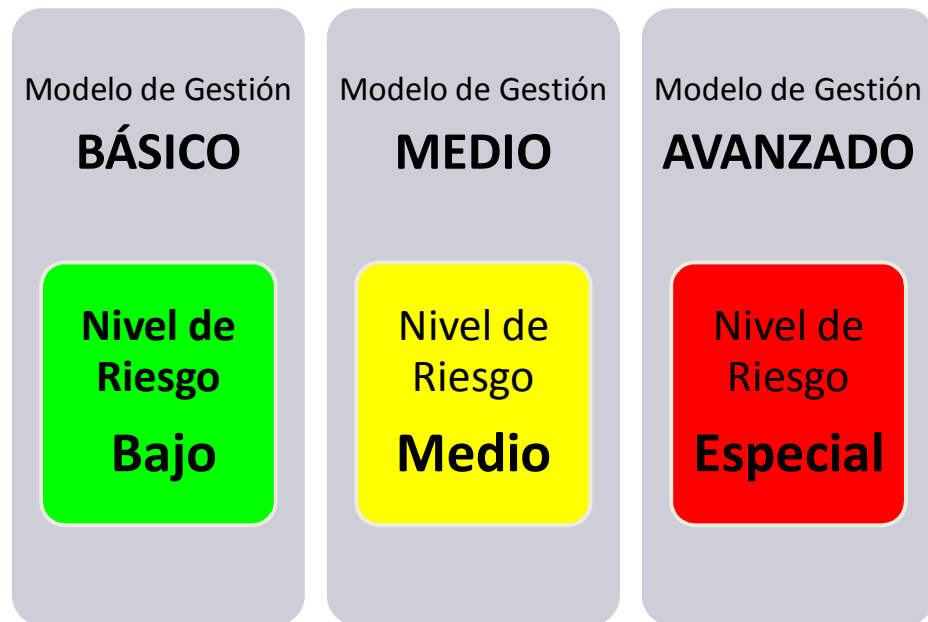 Modelo de Gestión
BÁSICO
Nivel de
Riesgo
Bajo
Modelo de Gestión
MEDIO
Nivel de
Riesgo
Medio
Modelo de Gestión
AVANZADO
Nivel de
Riesgo
Especial